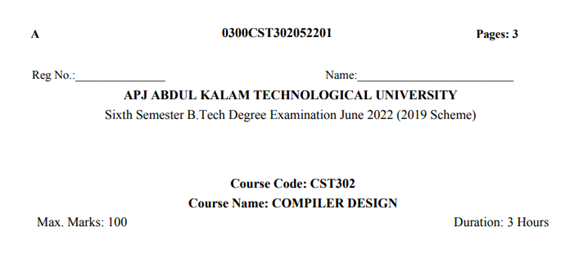 A 0300CST302052201 Pages: 3
Reg No.:_______________ Name:__________________________
APJ ABDUL KALAM TECHNOLOGICAL UNIVERSITY
Sixth Semester B.Tech Degree Examination June 2022 (2019 Scheme)
Course Code: CST302
Course Name: COMPILER DESIGN
Max. Marks: 100 Duration: 3 Hours